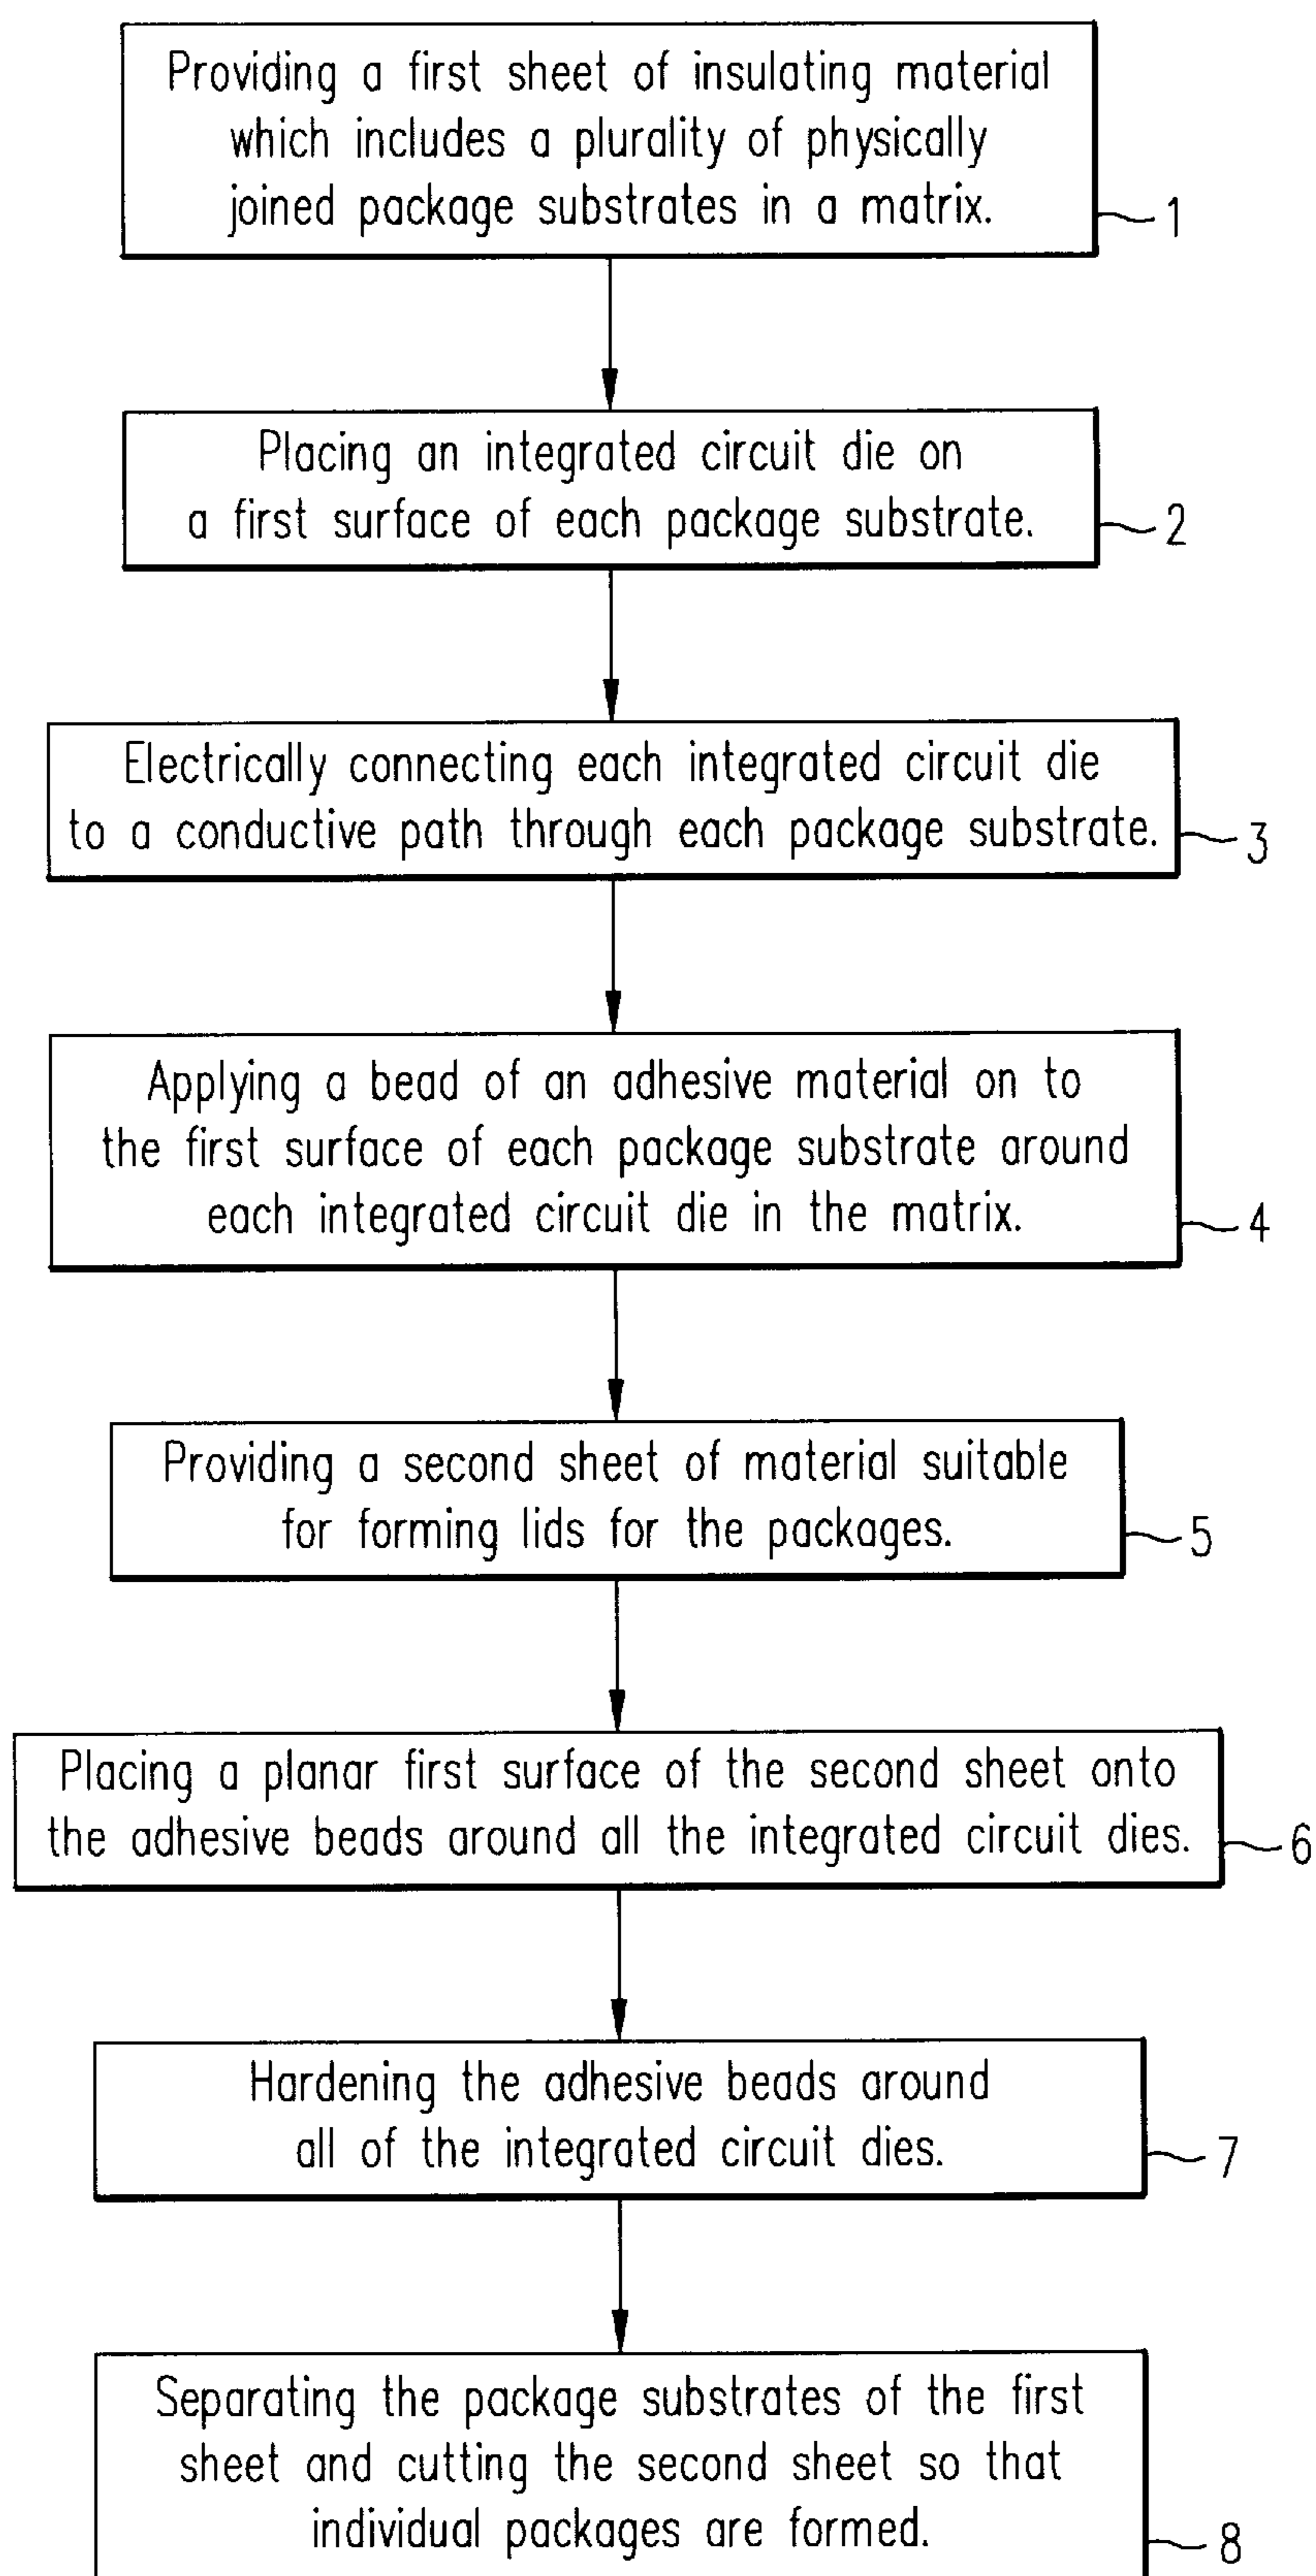 Providing a first sheet of insulating material
which includes a plurality of physically
joined package substrates in a matrix.
1
Placing an integrated circuit die on
a first surface of each package substrate.
2
Electrically connecting each integrated circuit die
to a conductive path through each package substrate.
3
Applying a bead of an adhesive material on to
the first surface of each package substrate around
each integrated circuit die in the matrix.
4
Providing a second sheet of material suitable
for forming lids for the packages.
5
Placing a planar first surface of the second sheet onto
the adhesive beads around all the integrated circuit dies.
6
Hardening the adhesive beads around
all of the integrated circuit dies.
7
Separating the package substrates of the first
sheet and cutting the second sheet so that
individual packages are formed.
8